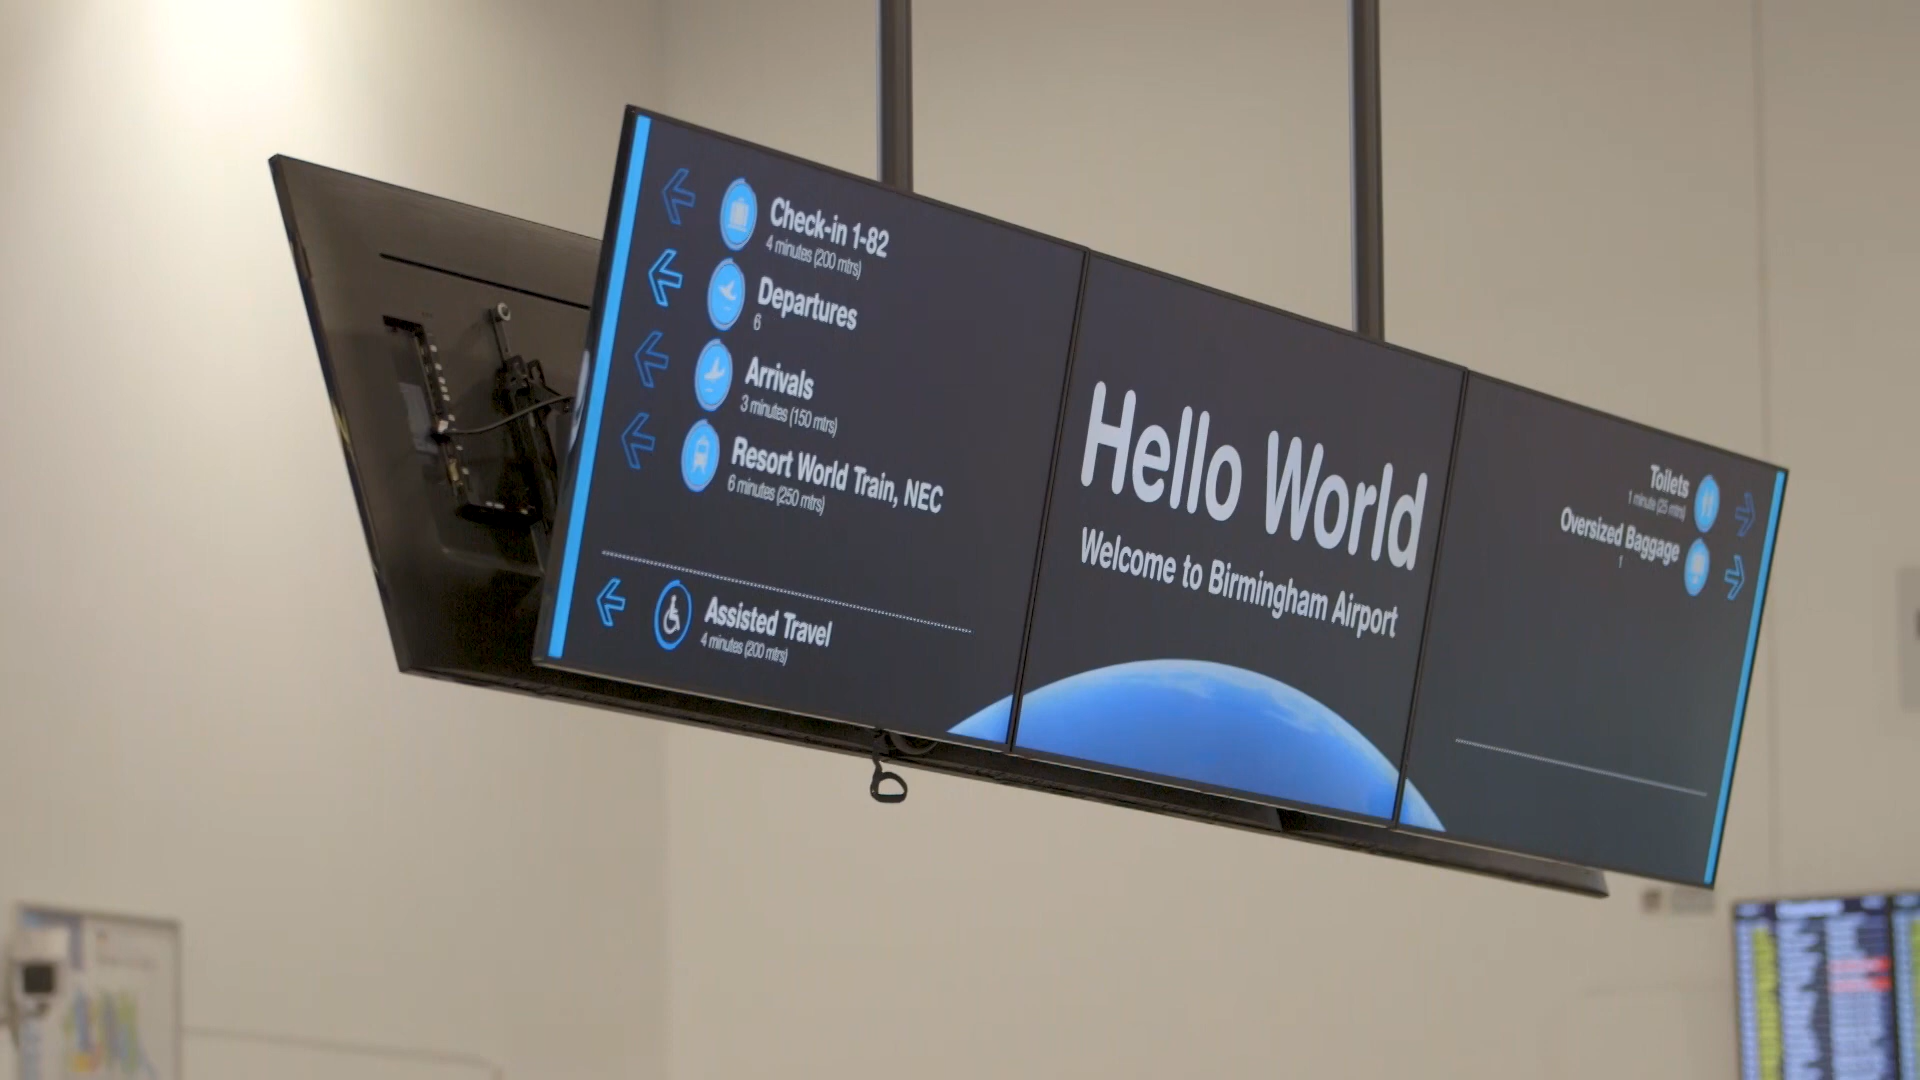 Check-in 1-82
4 minutes (200 mtrs)
Departures
6
Arrivals
3 minutes (150 mtrs)
Resort World Train, NEC
6 minutes (250 mtrs)
Assisted Travel
4 minutes (200 mtrs)
Hello World
Welcome to Birmingham Airport
Toilets
1 minute (25 mtrs)
Oversized Baggage
1